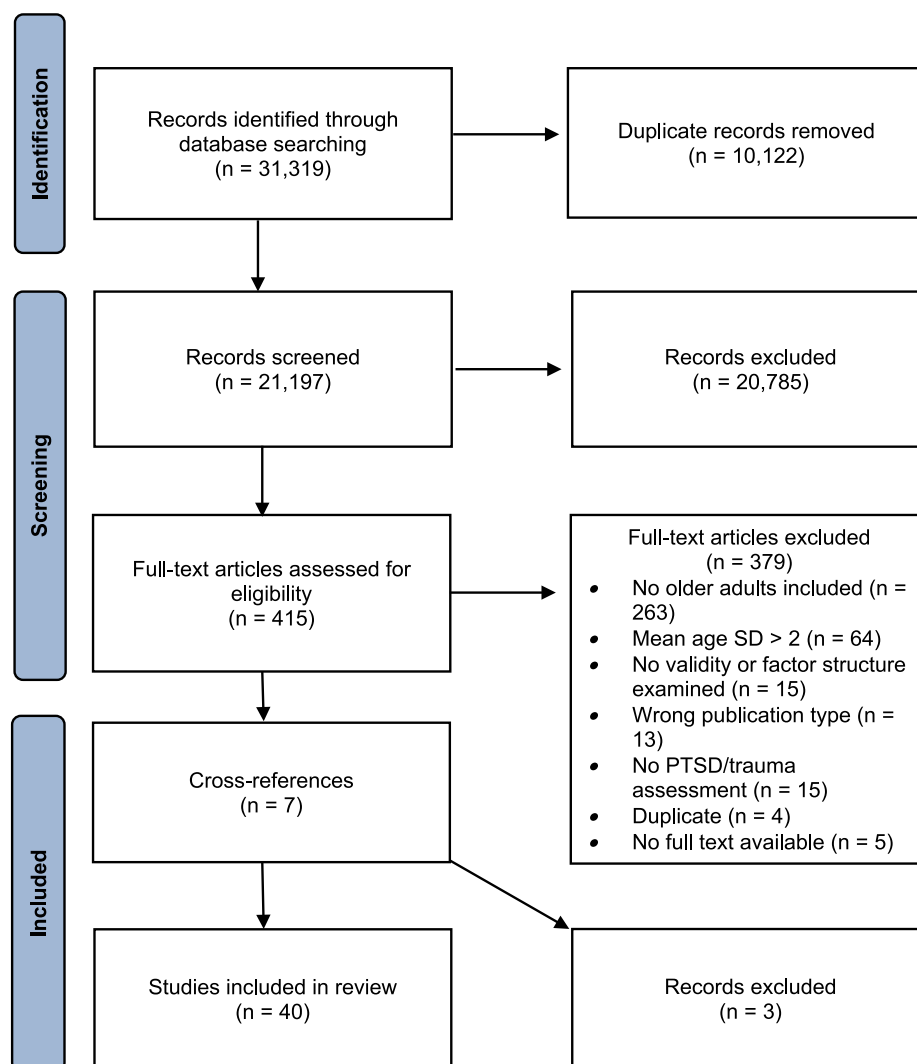 Identification
Records identified through
database searching
(n = 31,319)
Duplicate records removed
(n = 10,122)
Screening
Records screened
(n = 21,197)
Records excluded
(n = 20,785)
Full-text articles assessed for
eligibility
(n = 415)
Full-text articles excluded
(n = 379)
• No older adults included (n =
263)
• Mean age SD > 2 (n = 64)
• No validity or factor structure
examined (n = 15)
• Wrong publication type (n =
13)
• No PTSD/trauma
assessment (n = 15)
• Duplicate (n = 4)
• No full text available (n = 5)
Included
Cross-references
(n = 7)
Studies included in review
(n = 40)
Records excluded
(n = 3)